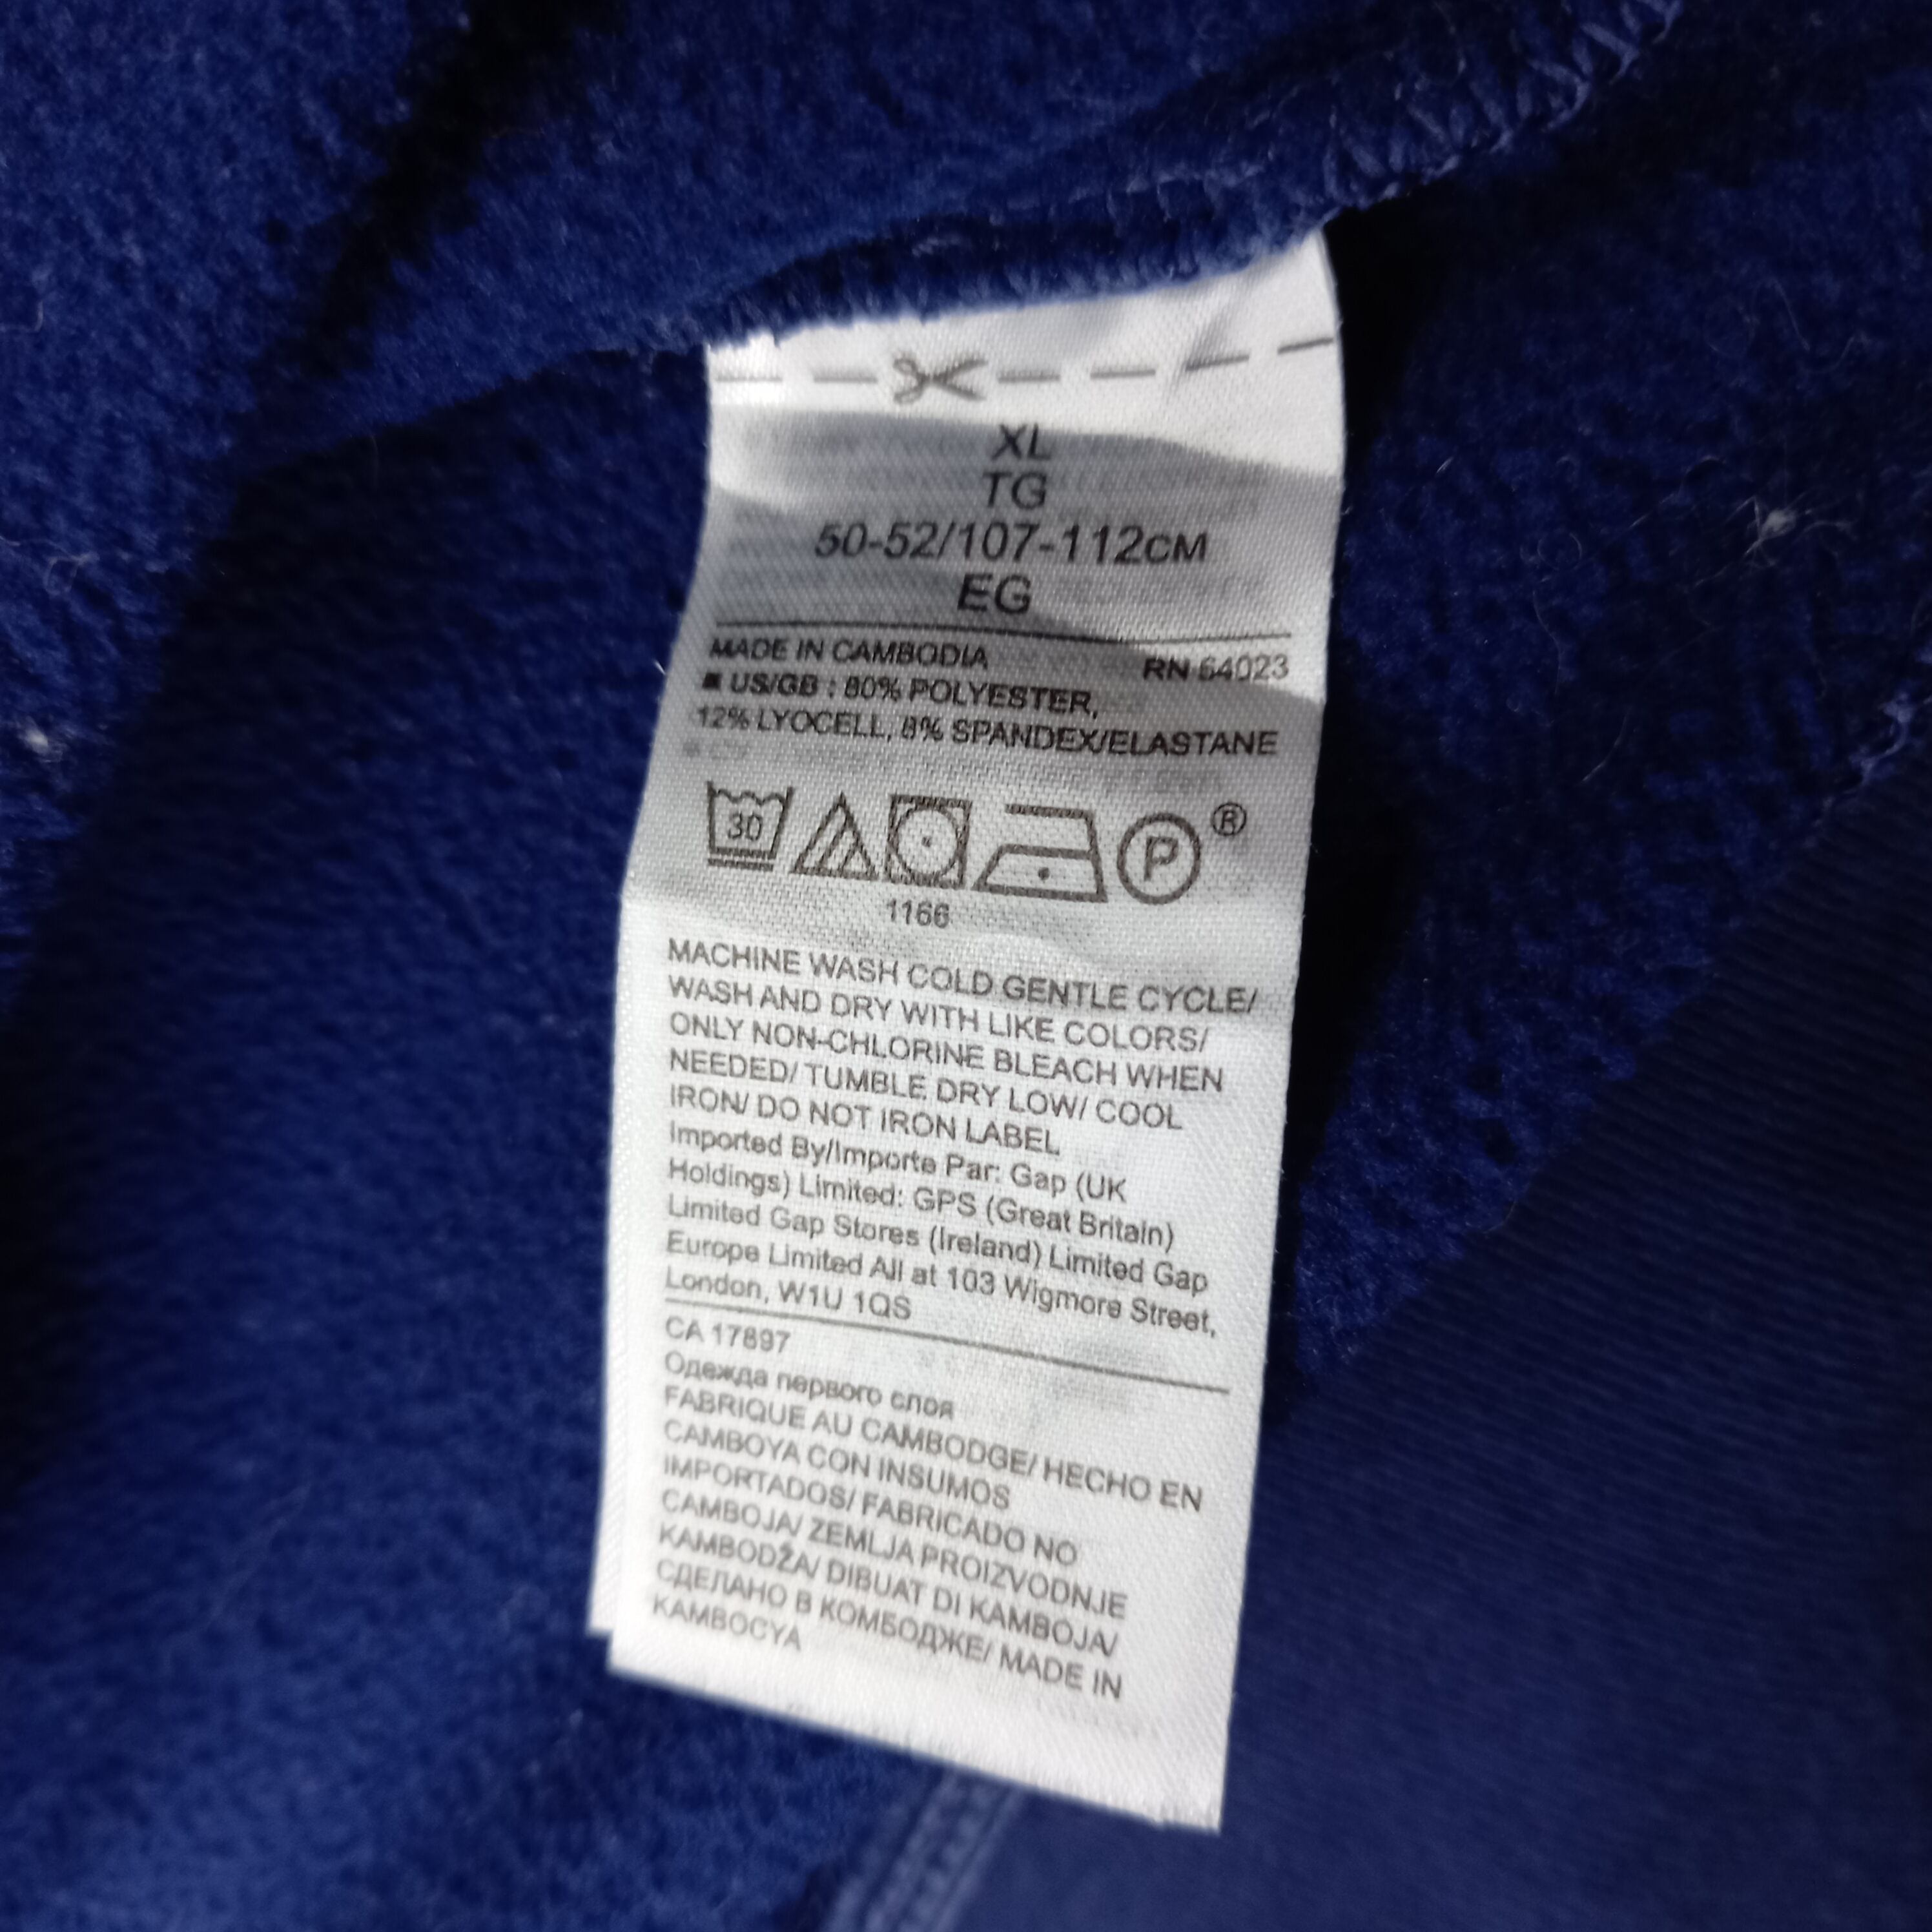 XL
TG
50-52/107-112CM
EG
MADE IN CAMBODIA RN 54023
■ US/GB : 80% POLYESTER,
12% LYOCELL, 8% SPANDEX/ELASTANE
30 P ®
1166
MACHINE WASH COLD GENTLE CYCLE/
WASH AND DRY WITH LIKE COLORS/
ONLY NON-CHLORINE BLEACH WHEN
NEEDED/ TUMBLE DRY LOW/ COOL
IRON/ DO NOT IRON LABEL
Imported By/Importe Par: Gap (UK
Holdings) Limited: GPS (Great Britain)
Limited Gap Stores (Ireland) Limited Gap
Europe Limited All at 103 Wigmore Street,
London, W1U 1QS
CA 17897
Одежда первого слоя
FABRIQUE AU CAMBODGE/ HECHO EN
CAMBOYA CON INSUMOS
IMPORTADOS/ FABRICADO NO
CAMBOJA/ ZEMLJA PROIZVODNJE
KAMBODŽA/ DIBUAT DI KAMBOJA/
СДЕЛАНО В КОМБОДЖЕ/ MADE IN
KAMBOCYA